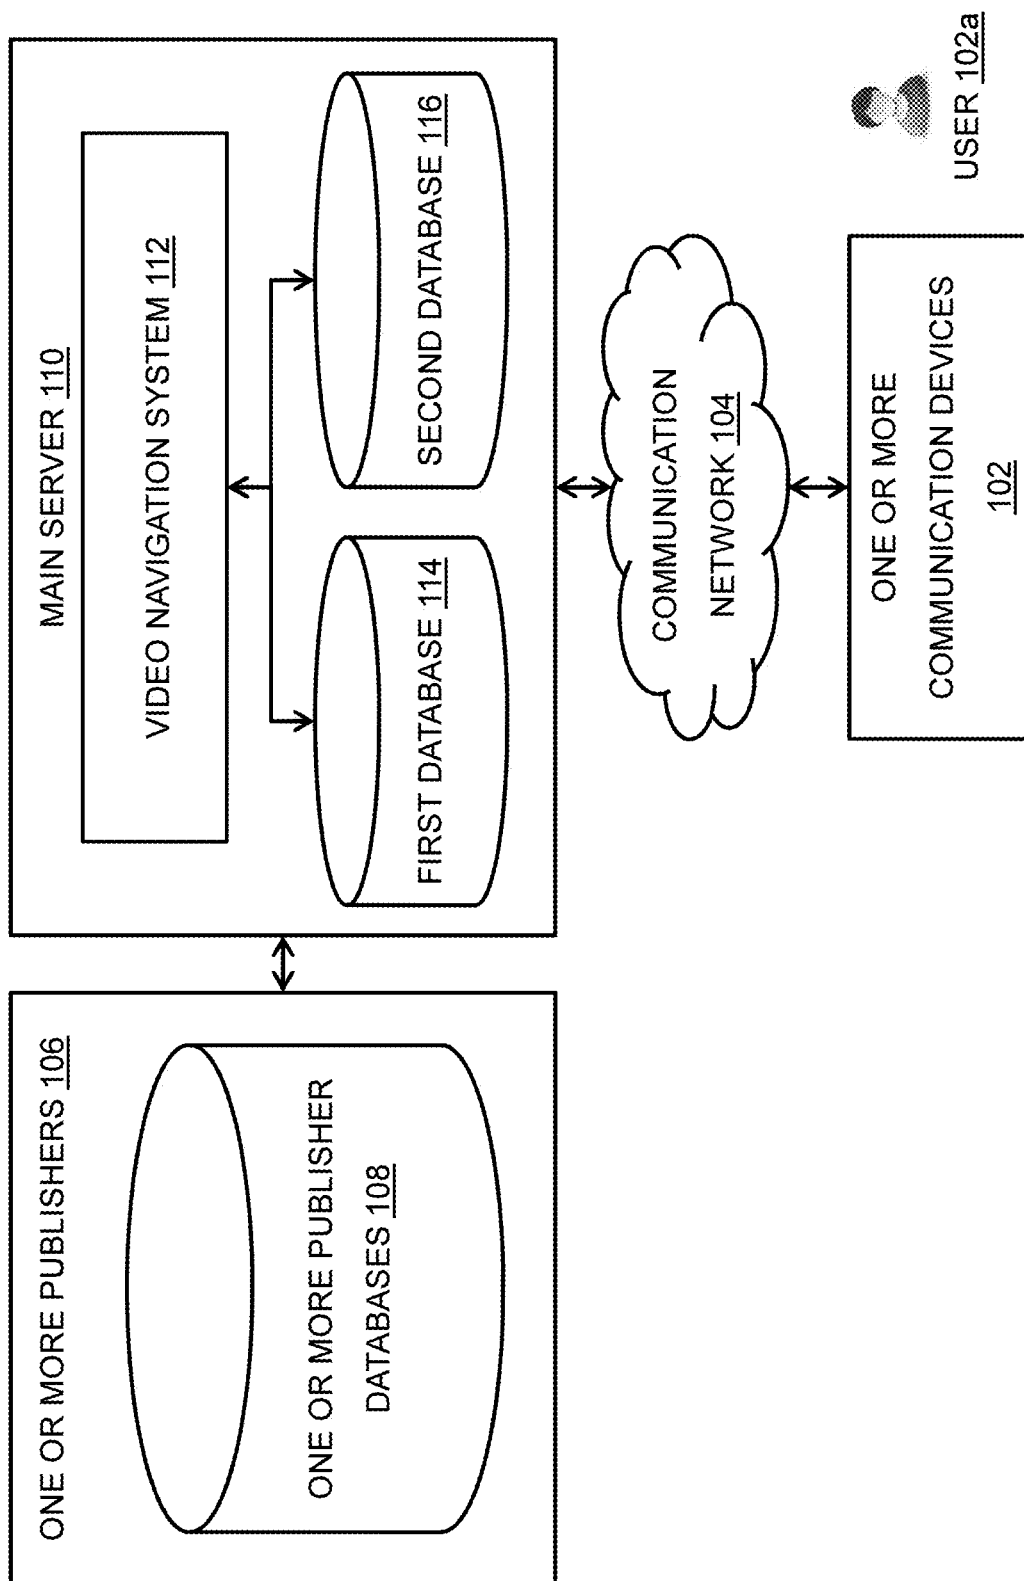 ONE OR MORE PUBLISHERS 106
ONE OR MORE PUBLISHER
DATABASES 108
MAIN SERVER 110
VIDEO NAVIGATION SYSTEM 112
FIRST DATABASE 114
SECOND DATABASE 116
COMMUNICATION
NETWORK 104
ONE OR MORE
COMMUNICATION DEVICES
102
USER 102a